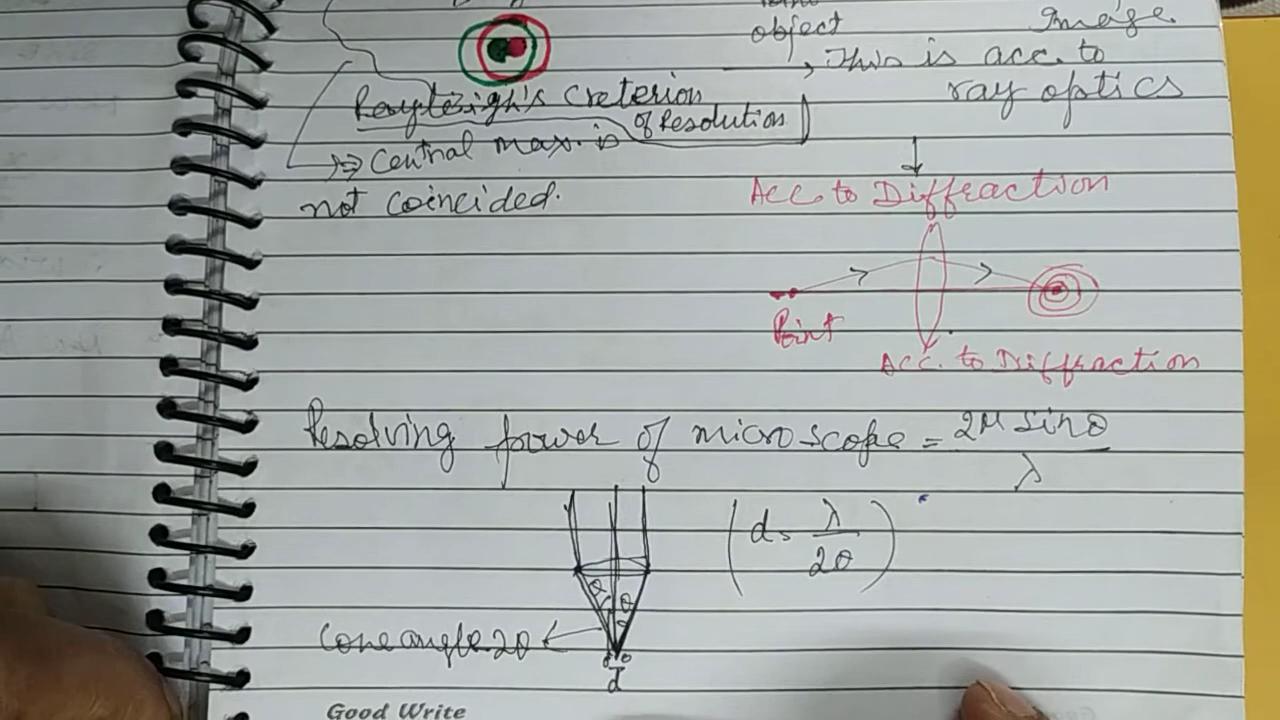 object
Image.
, This is acc. to
ray optics
Rayleigh's Creterion
of Resolution
⇒ Central max. is
not coincided.
Acc. to Diffraction
Point
Acc. to Diffraction
Resolving power of microscope = 2μ sinθ / λ
(d = λ / 2θ)
θ θ
Cone angle 2θ
d
Good Write